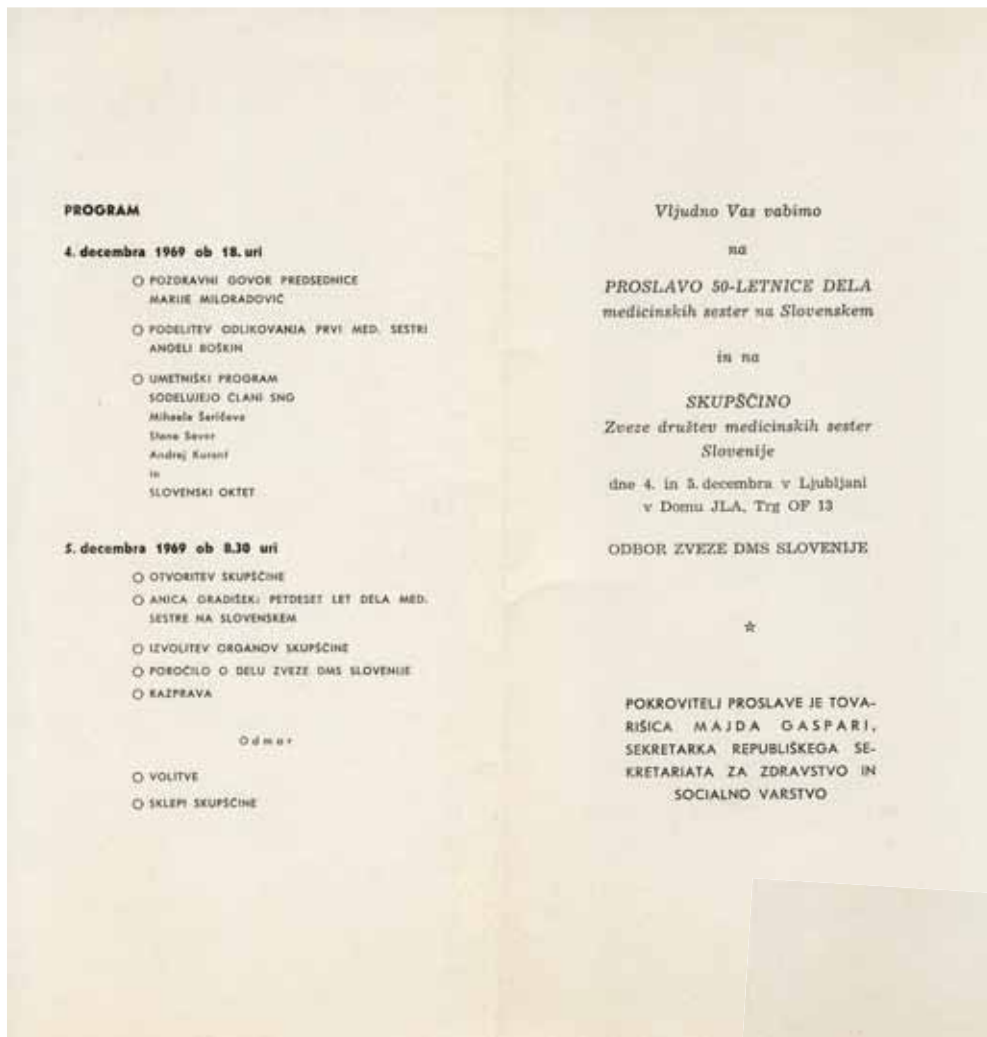 PROGRAM
4. decembra 1969 ob 18. uri
POZDRAVNI GOVOR PREDSEDNICE
MARIJE MILORADOVIĆ
PODELITEV ODLIKOVANJA PRVI MED. SESTRI
ANGELI BOŠKIN
UMETNIŠKI PROGRAM
SODELUJEJO ČLANI SNG
Mihaela Šaričeva
Stane Sever
Andrej Kurent
in
SLOVENSKI OKTET
5. decembra 1969 ob 8.30 uri
OTVORITEV SKUPŠČINE
ANICA GRADIŠEK: PETDESET LET DELA MED.
SESTRE NA SLOVENSKEM
IZVOLITEV ORGANOV SKUPŠČINE
POROČILO O DELU ZVEZE DMS SLOVENIJE
RAZPRAVA
Odmor
VOLITVE
SKLEPI SKUPŠČINE
Vljudno Vas vabimo
na
PROSLAVO 50-LETNICE DELA
medicinskih sester na Slovenskem
in na
SKUPŠČINO
Zveze društev medicinskih sester
Slovenije
dne 4. in 5. decembra v Ljubljani
v Domu JLA, Trg OF 13
ODBOR ZVEZE DMS SLOVENIJE
POKROVITELJ PROSLAVE JE TOVA-
RIŠICA MAJDA GASPARI,
SEKRETARKA REPUBLIŠKEGA SE-
KRETARIATA ZA ZDRAVSTVO IN
SOCIALNO VARSTVO